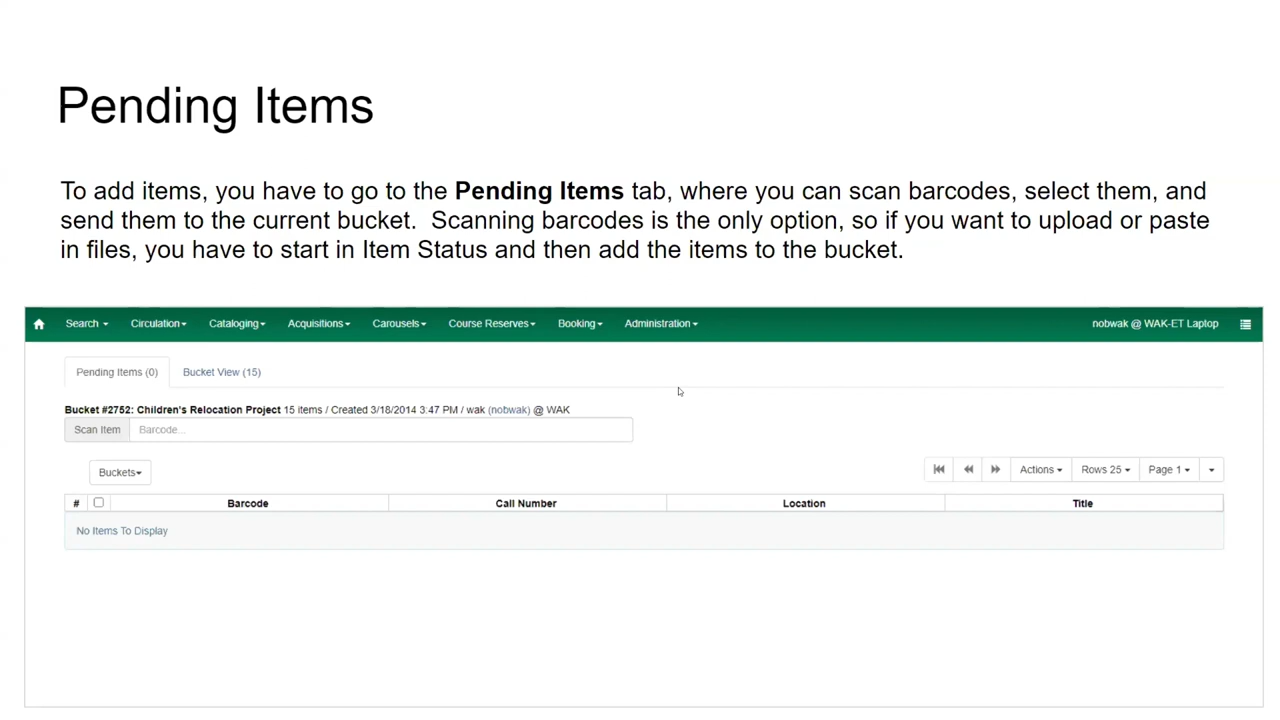 Pending Items
To add items, you have to go to the Pending Items tab, where you can scan barcodes, select them, and
send them to the current bucket.  Scanning barcodes is the only option, so if you want to upload or paste
in files, you have to start in Item Status and then add the items to the bucket.
Search Circulation Cataloging Acquisitions Carousels Course Reserves Booking Administration nobwak @ WAK-ET Laptop
Pending Items (0) Bucket View (15)
Bucket #2752: Children's Relocation Project 15 items / Created 3/18/2014 3:47 PM / wak (nobwak) @ WAK
Scan Item Barcode...
Buckets Actions Rows 25 Page 1
# Barcode Call Number Location Title
No Items To Display